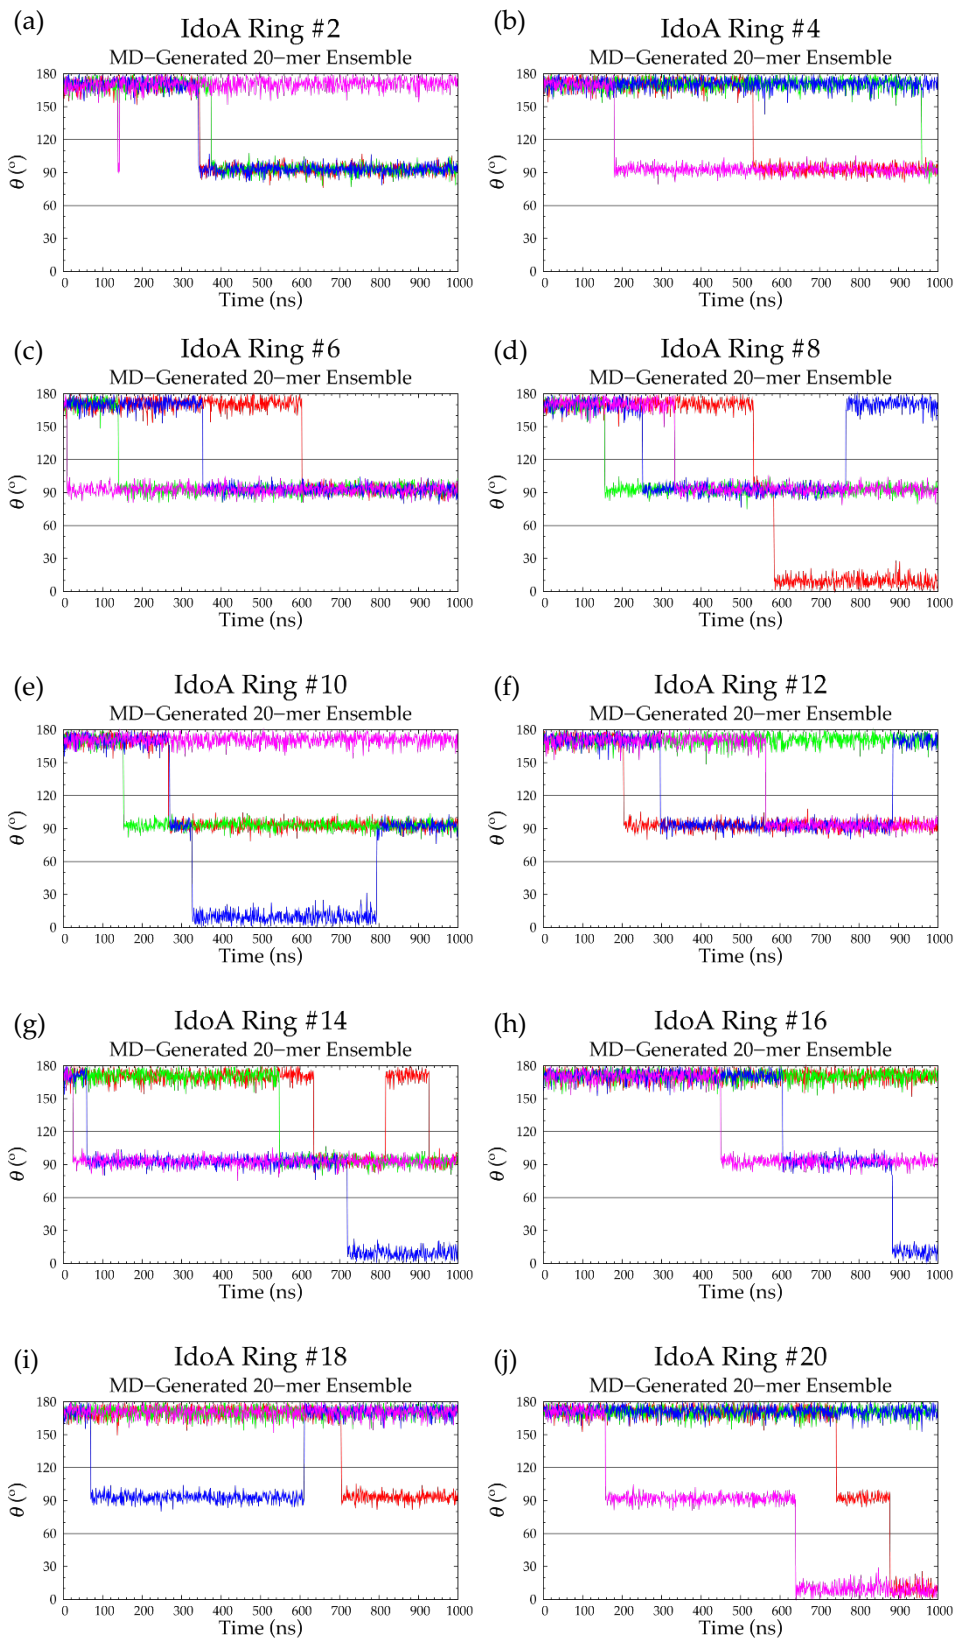 (a)
IdoA Ring #2
MD−Generated 20−mer Ensemble
180
150
120
90
60
30
0
θ (º)
0 100 200 300 400 500 600 700 800 900 1000
Time (ns)
(b)
IdoA Ring #4
MD−Generated 20−mer Ensemble
180
150
120
90
60
30
0
θ (º)
0 100 200 300 400 500 600 700 800 900 1000
Time (ns)
(c)
IdoA Ring #6
MD−Generated 20−mer Ensemble
180
150
120
90
60
30
0
θ (º)
0 100 200 300 400 500 600 700 800 900 1000
Time (ns)
(d)
IdoA Ring #8
MD−Generated 20−mer Ensemble
180
150
120
90
60
30
0
θ (º)
0 100 200 300 400 500 600 700 800 900 1000
Time (ns)
(e)
IdoA Ring #10
MD−Generated 20−mer Ensemble
180
150
120
90
60
30
0
θ (º)
0 100 200 300 400 500 600 700 800 900 1000
Time (ns)
(f)
IdoA Ring #12
MD−Generated 20−mer Ensemble
180
150
120
90
60
30
0
θ (º)
0 100 200 300 400 500 600 700 800 900 1000
Time (ns)
(g)
IdoA Ring #14
MD−Generated 20−mer Ensemble
180
150
120
90
60
30
0
θ (º)
0 100 200 300 400 500 600 700 800 900 1000
Time (ns)
(h)
IdoA Ring #16
MD−Generated 20−mer Ensemble
180
150
120
90
60
30
0
θ (º)
0 100 200 300 400 500 600 700 800 900 1000
Time (ns)
(i)
IdoA Ring #18
MD−Generated 20−mer Ensemble
180
150
120
90
60
30
0
θ (º)
0 100 200 300 400 500 600 700 800 900 1000
Time (ns)
(j)
IdoA Ring #20
MD−Generated 20−mer Ensemble
180
150
120
90
60
30
0
θ (º)
0 100 200 300 400 500 600 700 800 900 1000
Time (ns)